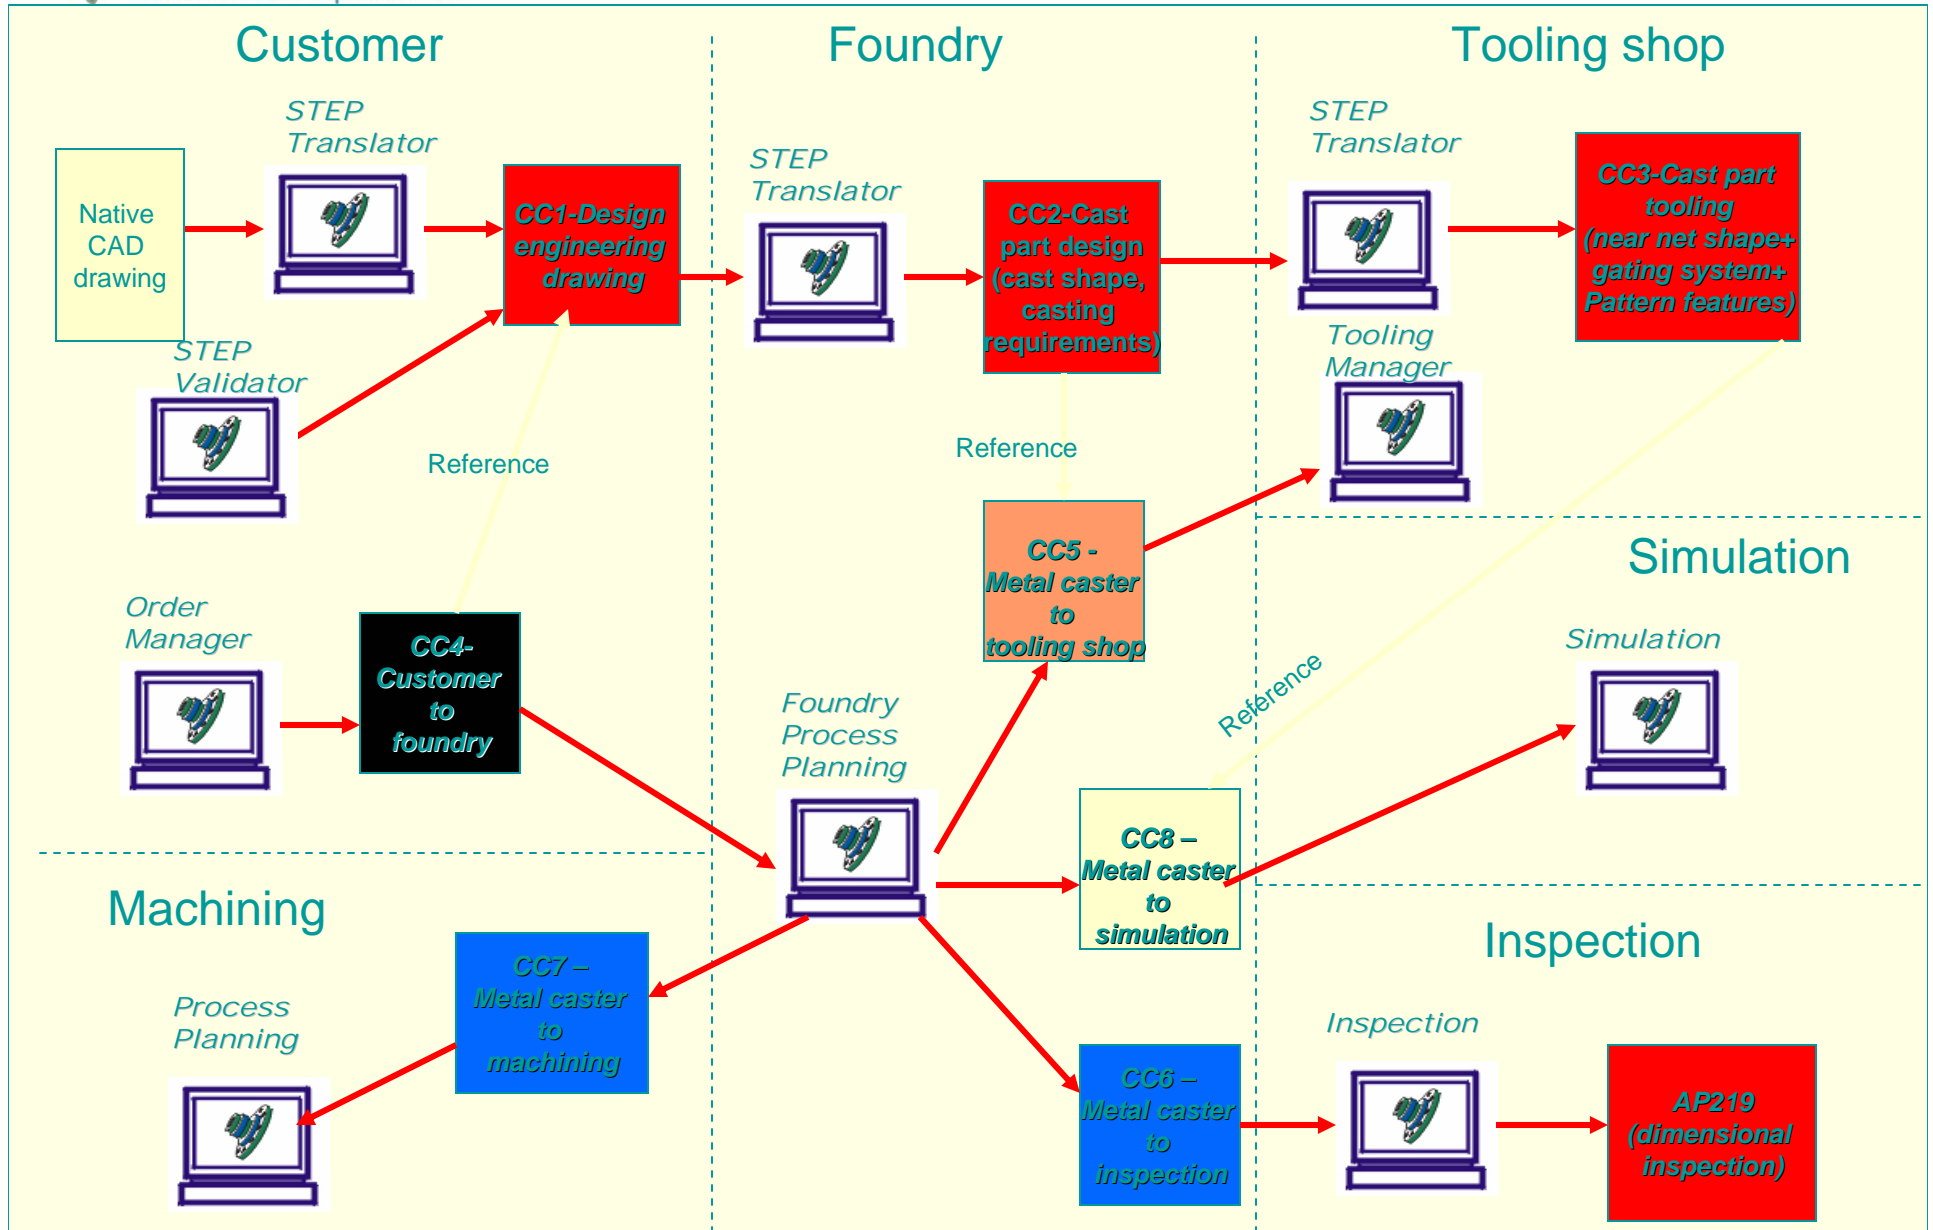 Customer
Foundry
Tooling shop
STEP
Translator
Native
CAD
drawing
CC1-Design
engineering
drawing
STEP
Validator
Reference
STEP
Translator
CC2-Cast
part design
(cast shape,
casting
requirements)
Reference
STEP
Translator
CC3-Cast part
tooling
(near net shape+
gating system+
Pattern features)
Tooling
Manager
CC5 -
Metal caster
to
tooling shop
Simulation
Order
Manager
CC4-
Customer
to
foundry
Foundry
Process
Planning
Reference
Simulation
CC8 –
Metal caster
to
simulation
Machining
Process
Planning
CC7 –
Metal caster
to
machining
Inspection
CC6 –
Metal caster
to
inspection
Inspection
AP219
(dimensional
inspection)